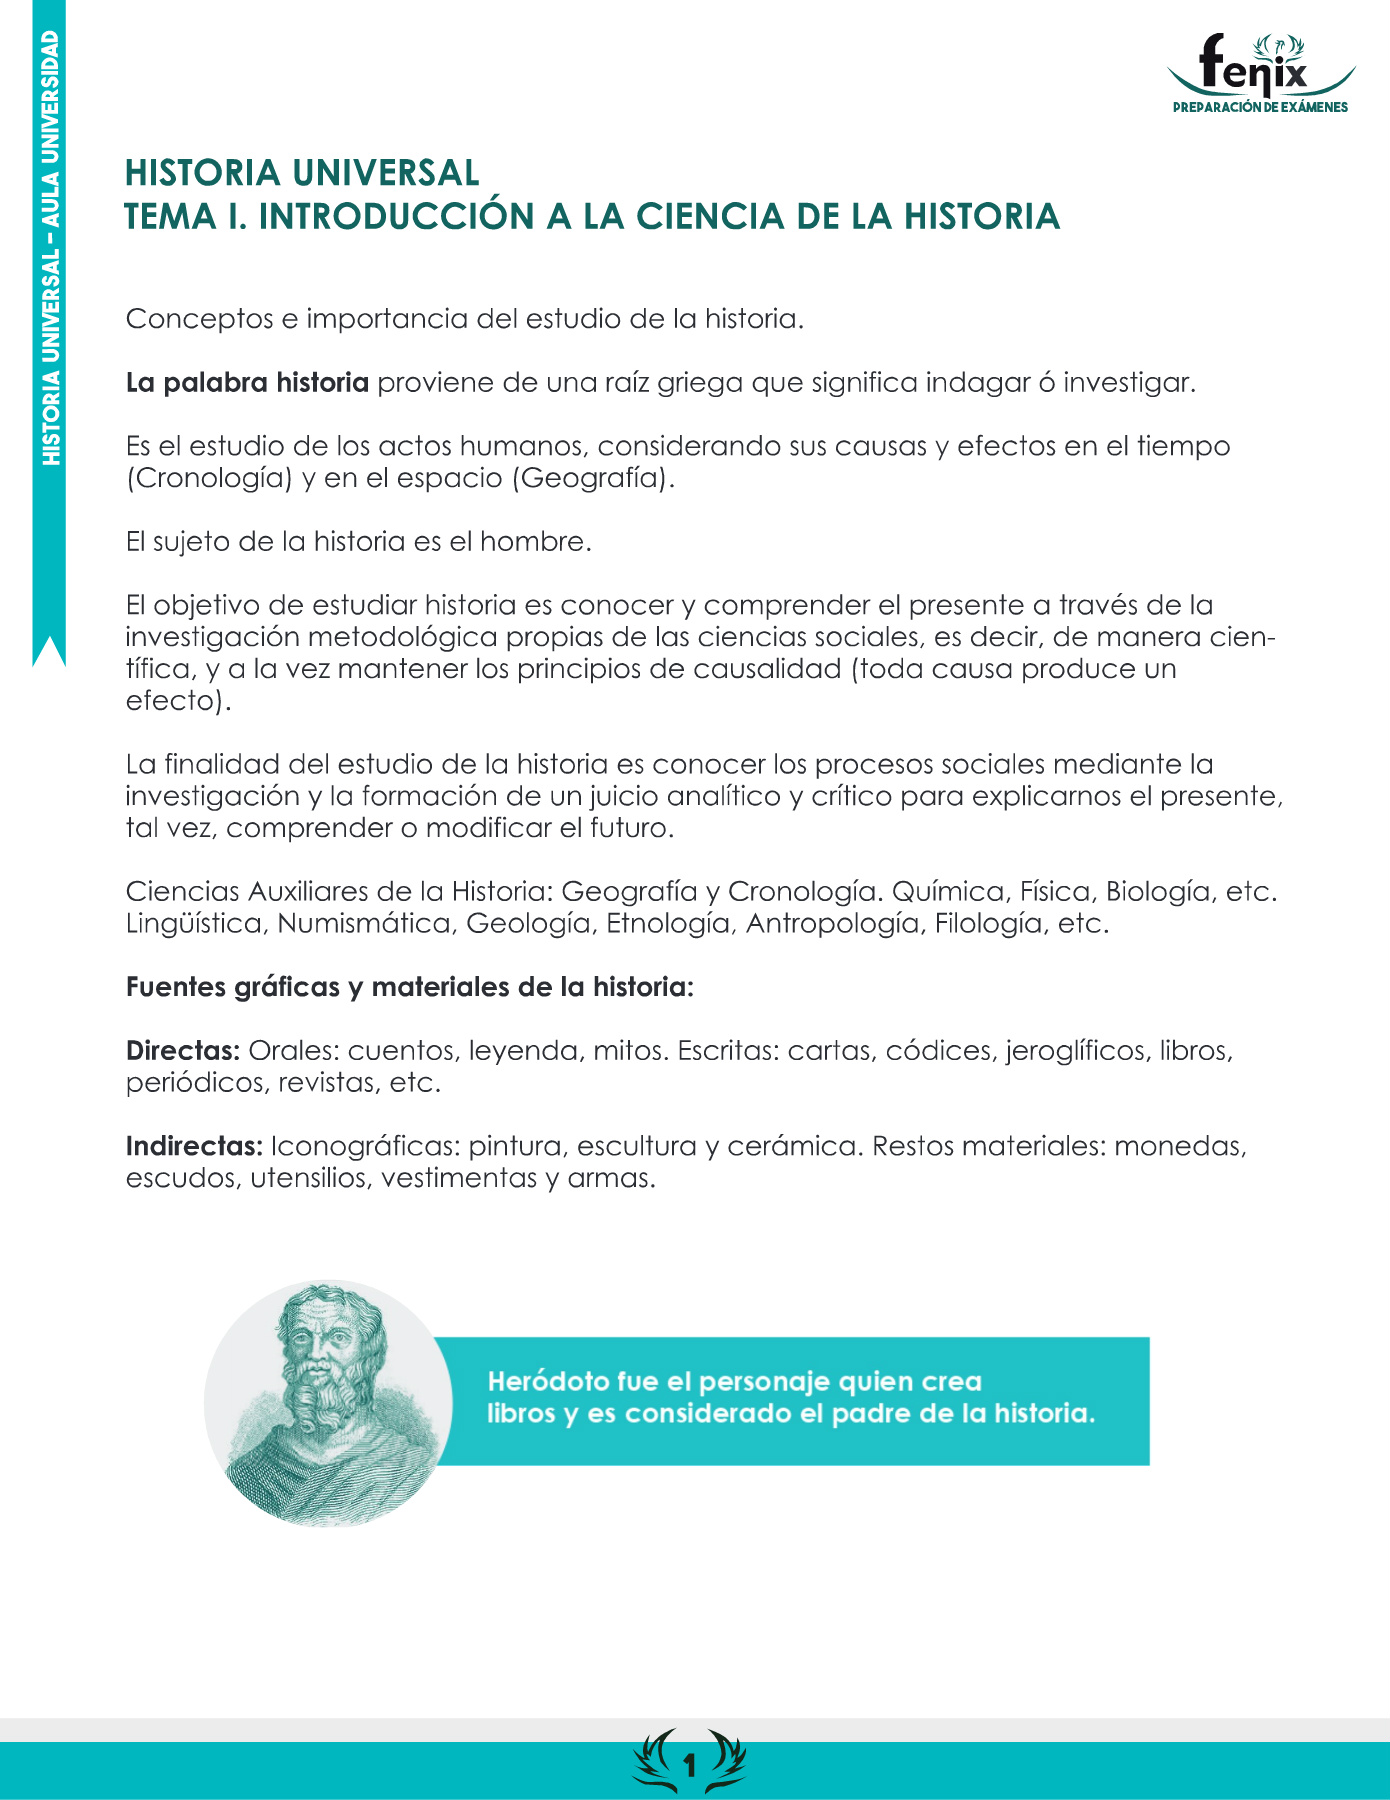 HISTORIA UNIVERSAL – AULA UNIVERSIDAD
fenix
PREPARACIÓN DE EXÁMENES
HISTORIA UNIVERSAL
TEMA I. INTRODUCCIÓN A LA CIENCIA DE LA HISTORIA
Conceptos e importancia del estudio de la historia.
La palabra historia proviene de una raíz griega que significa indagar ó investigar.
Es el estudio de los actos humanos, considerando sus causas y efectos en el tiempo
(Cronología) y en el espacio (Geografía).
El sujeto de la historia es el hombre.
El objetivo de estudiar historia es conocer y comprender el presente a través de la
investigación metodológica propias de las ciencias sociales, es decir, de manera cien-
tífica, y a la vez mantener los principios de causalidad (toda causa produce un
efecto).
La finalidad del estudio de la historia es conocer los procesos sociales mediante la
investigación y la formación de un juicio analítico y crítico para explicarnos el presente,
tal vez, comprender o modificar el futuro.
Ciencias Auxiliares de la Historia: Geografía y Cronología. Química, Física, Biología, etc.
Lingüística, Numismática, Geología, Etnología, Antropología, Filología, etc.
Fuentes gráficas y materiales de la historia:
Directas: Orales: cuentos, leyenda, mitos. Escritas: cartas, códices, jeroglíficos, libros,
periódicos, revistas, etc.
Indirectas: Iconográficas: pintura, escultura y cerámica. Restos materiales: monedas,
escudos, utensilios, vestimentas y armas.
Heródoto fue el personaje quien crea
libros y es considerado el padre de la historia.
1